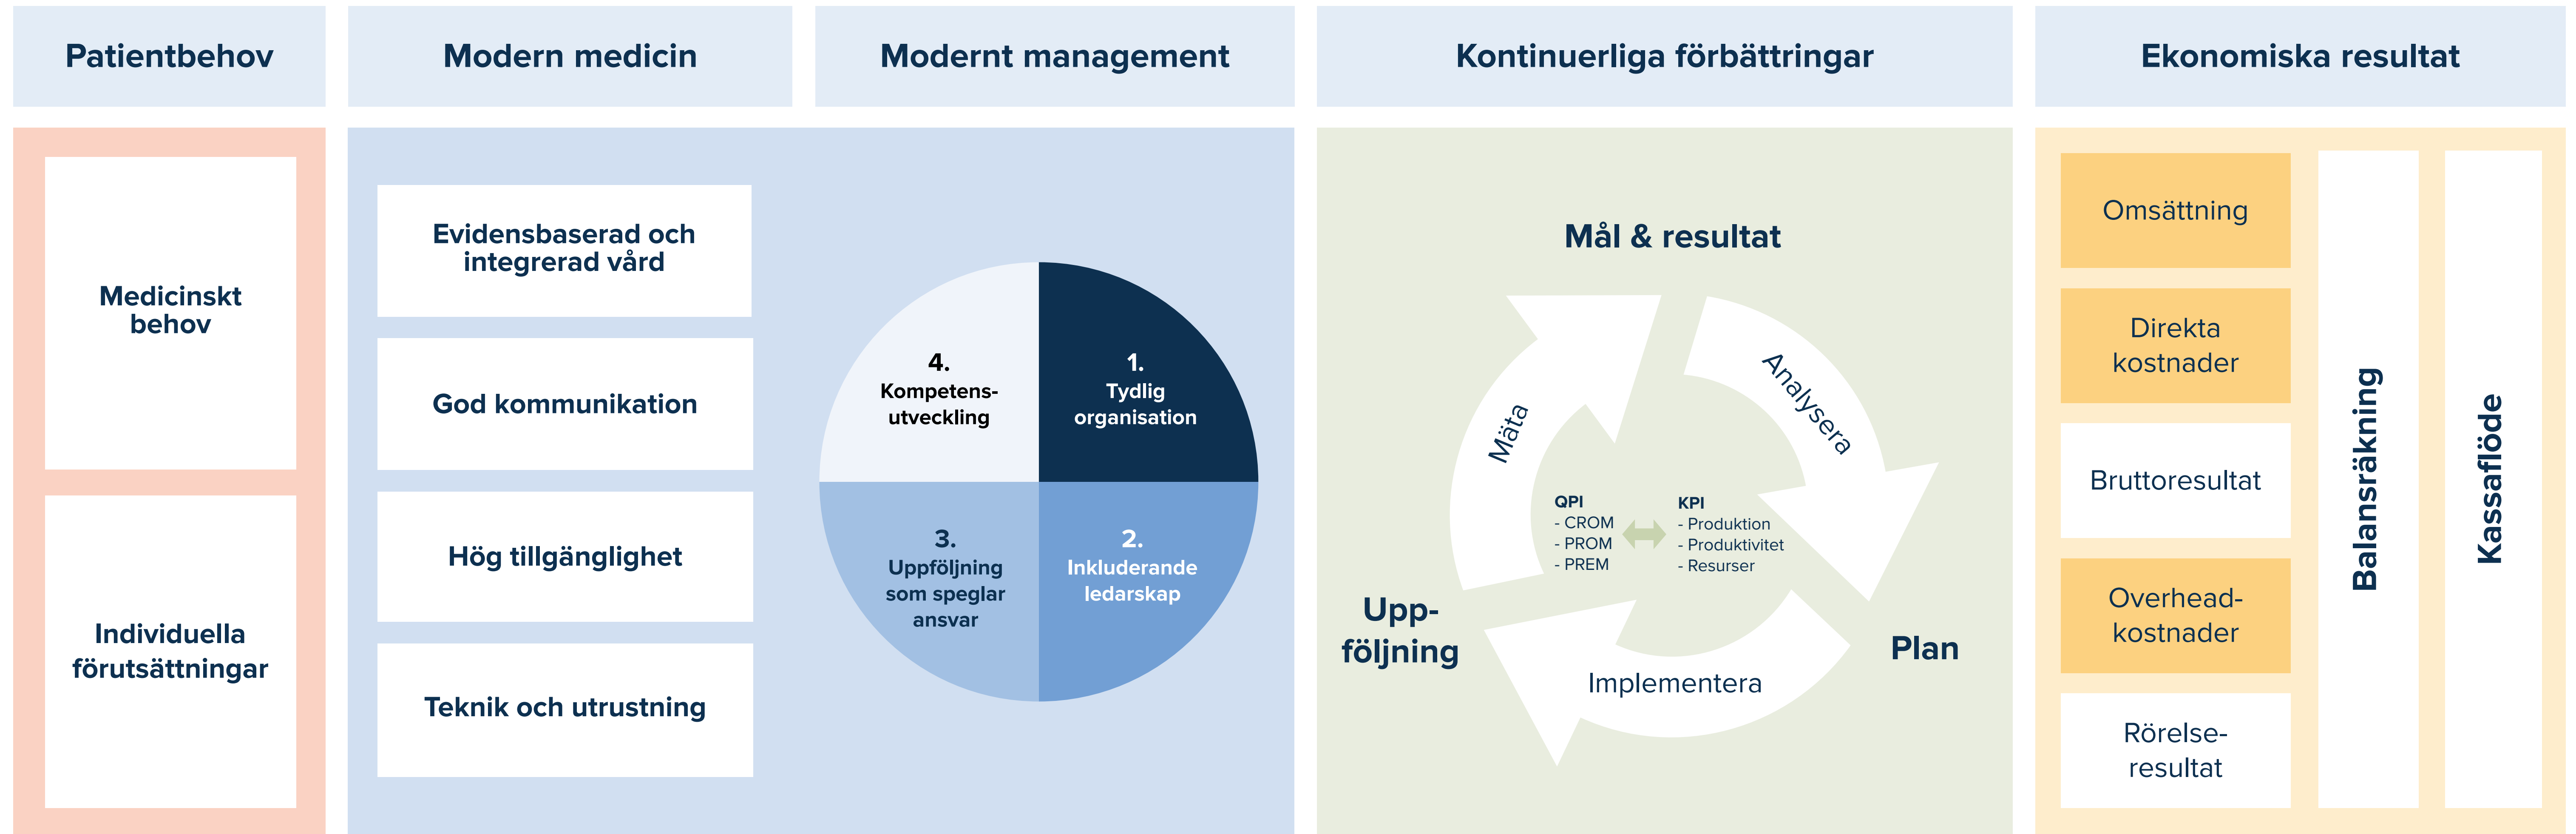 Patientbehov
Modern medicin
Modernt management
Kontinuerliga förbättringar
Ekonomiska resultat
Medicinskt
behov
Individuella
förutsättningar
Evidensbaserad och
integrerad vård
God kommunikation
Hög tillgänglighet
Teknik och utrustning
4.
Kompetens-
utveckling
1.
Tydlig
organisation
3.
Uppföljning
som speglar
ansvar
2.
Inkluderande
ledarskap
Mål & resultat
Mäta
Analysera
QPI
- CROM
- PROM
- PREM
KPI
- Produktion
- Produktivitet
- Resurser
Upp-
följning
Implementera
Plan
Omsättning
Direkta
kostnader
Bruttoresultat
Overhead-
kostnader
Rörelse-
resultat
Balansräkning
Kassaflöde